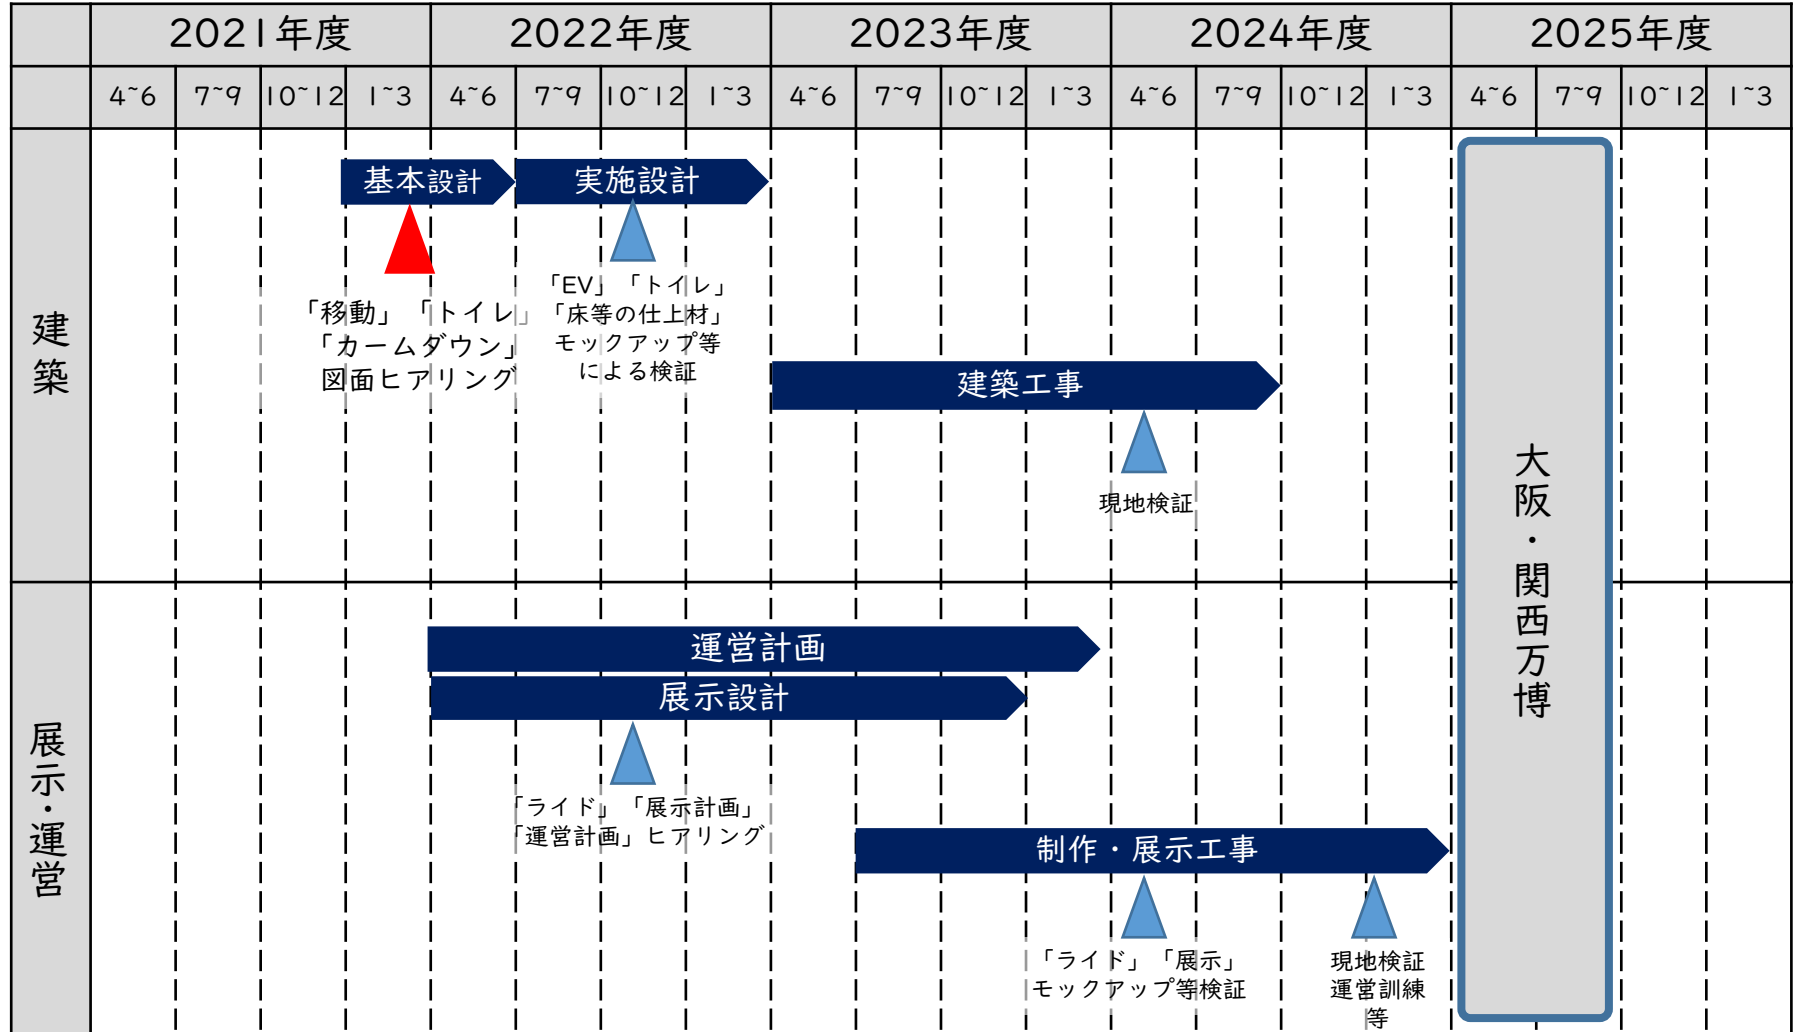 2021年度 2022年度 2023年度 2024年度 2025年度
4~6 7~9 10~12 1~3 4~6 7~9 10~12 1~3 4~6 7~9 10~12 1~3 4~6 7~9 10~12 1~3 4~6 7~9 10~12 1~3
建築
基本設計
実施設計
「移動」「トイレ」
「カームダウン」
図面ヒアリング
「EV」「トイレ」
「床等の仕上材」
モックアップ等
による検証
建築工事
現地検証
大阪・関西万博
展示・運営
運営計画
展示設計
「ライド」「展示計画」
「運営計画」ヒアリング
制作・展示工事
「ライド」「展示」
モックアップ等検証
現地検証
運営訓練
等